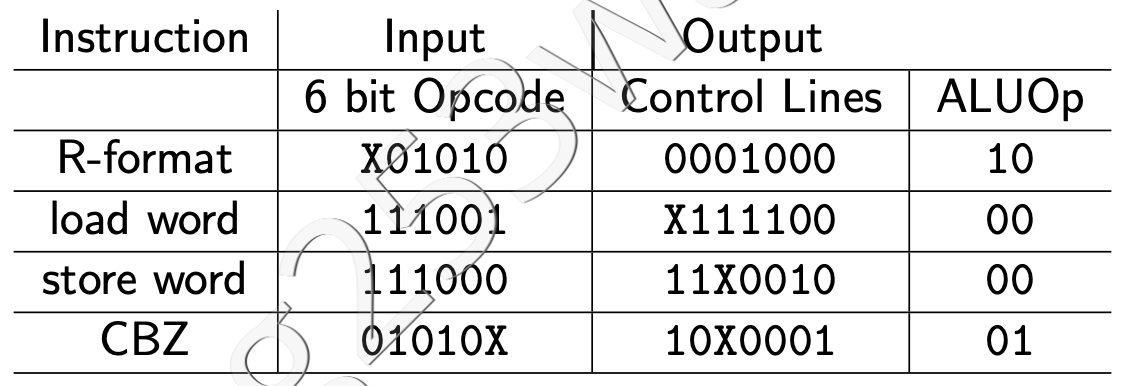 Instruction Input Output
6 bit Opcode Control Lines ALUOp
R-format X01010 0001000 10
load word 111001 X111100 00
store word 111000 11X0010 00
CBZ 01010X 10X0001 01